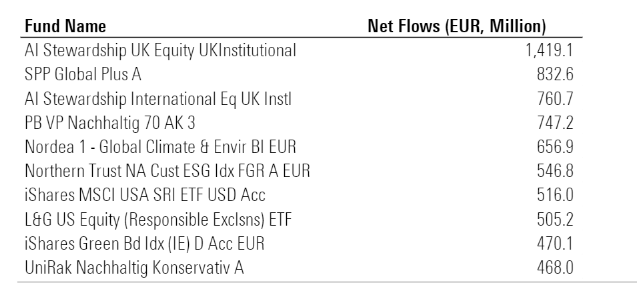 Fund Name Net Flows (EUR, Million)
AI Stewardship UK Equity UKInstitutional 1,419.1
SPP Global Plus A 832.6
AI Stewardship International Eq UK Instl 760.7
PB VP Nachhaltig 70 AK 3 747.2
Nordea 1 - Global Climate & Envir BI EUR 656.9
Northern Trust NA Cust ESG Idx FGR A EUR 546.8
iShares MSCI USA SRI ETF USD Acc 516.0
L&G US Equity (Responsible Exclsns) ETF 505.2
iShares Green Bd Idx (IE) D Acc EUR 470.1
UniRak Nachhaltig Konservativ A 468.0